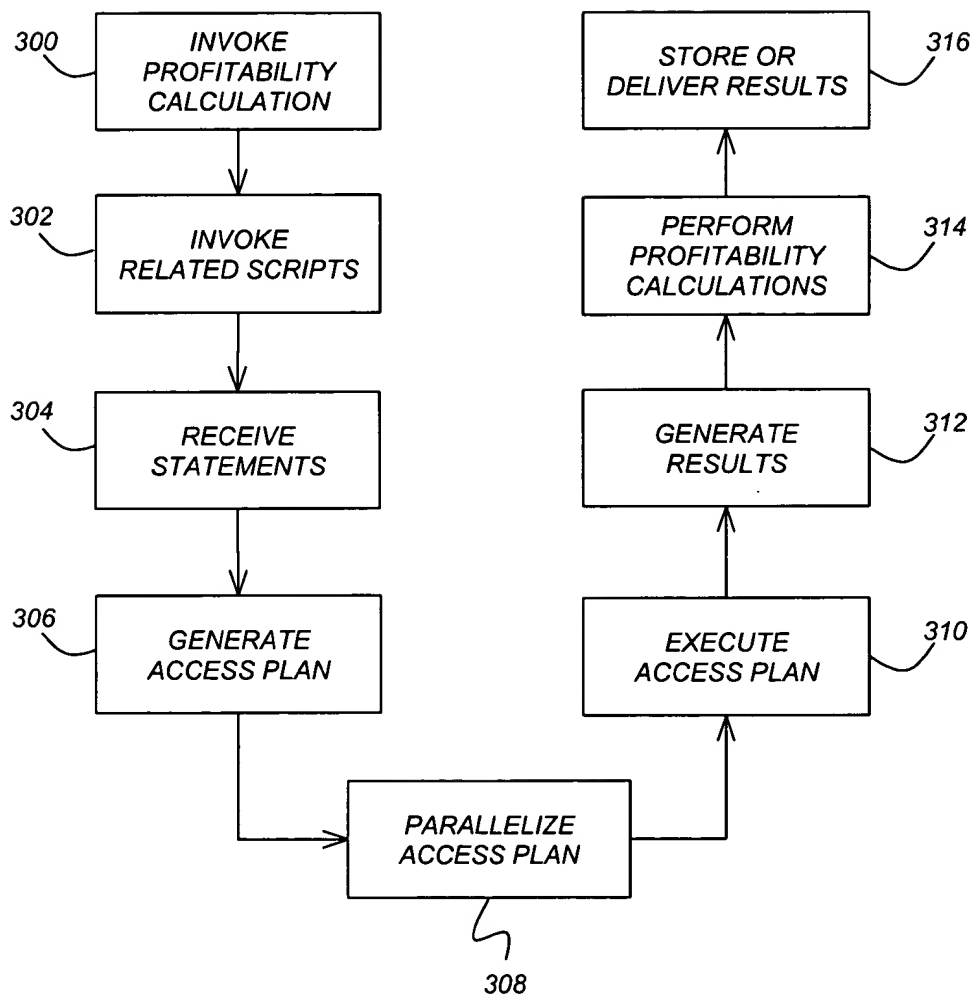 300
INVOKE
PROFITABILITY
CALCULATION
302
INVOKE
RELATED SCRIPTS
304
RECEIVE
STATEMENTS
306
GENERATE
ACCESS PLAN
PARALLELIZE
ACCESS PLAN
308
EXECUTE
ACCESS PLAN
310
GENERATE
RESULTS
312
PERFORM
PROFITABILITY
CALCULATIONS
314
STORE OR
DELIVER RESULTS
316